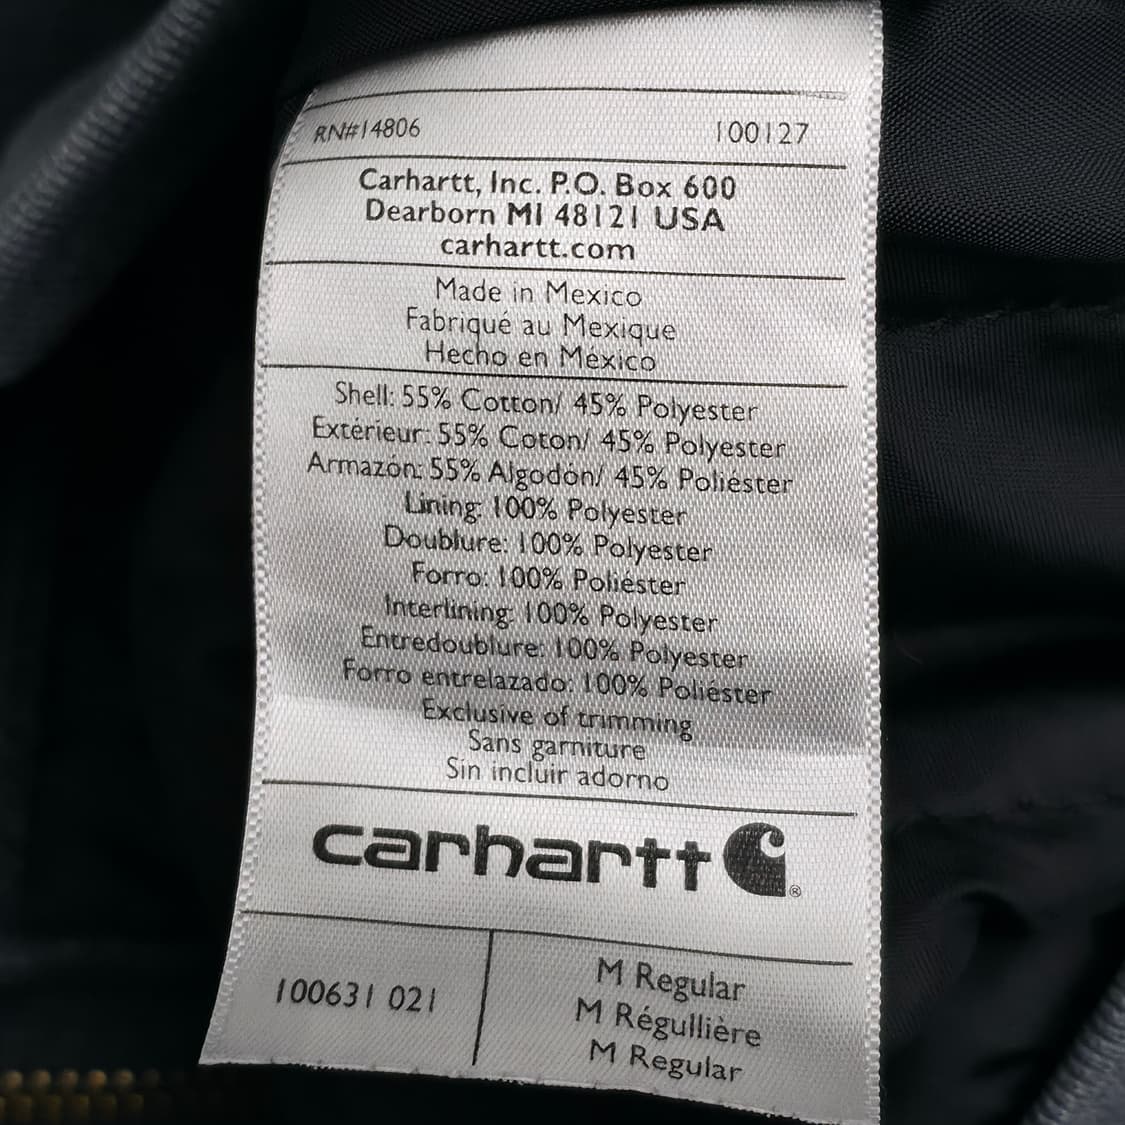 RN#14806 100127
Carhartt, Inc. P.O. Box 600
Dearborn MI 48121 USA
carhartt.com
Made in Mexico
Fabriqué au Mexique
Hecho en México
Shell: 55% Cotton/ 45% Polyester
Extérieur: 55% Coton/ 45% Polyester
Armazón: 55% Algodón/ 45% Poliéster
Lining: 100% Polyester
Doublure: 100% Polyester
Forro: 100% Poliéster
Interlining: 100% Polyester
Entredoublure: 100% Polyester
Forro entrelazado: 100% Poliéster
Exclusive of trimming
Sans garniture
Sin incluir adorno
carhartt ®
100631 021
M Regular
M Régullière
M Regular